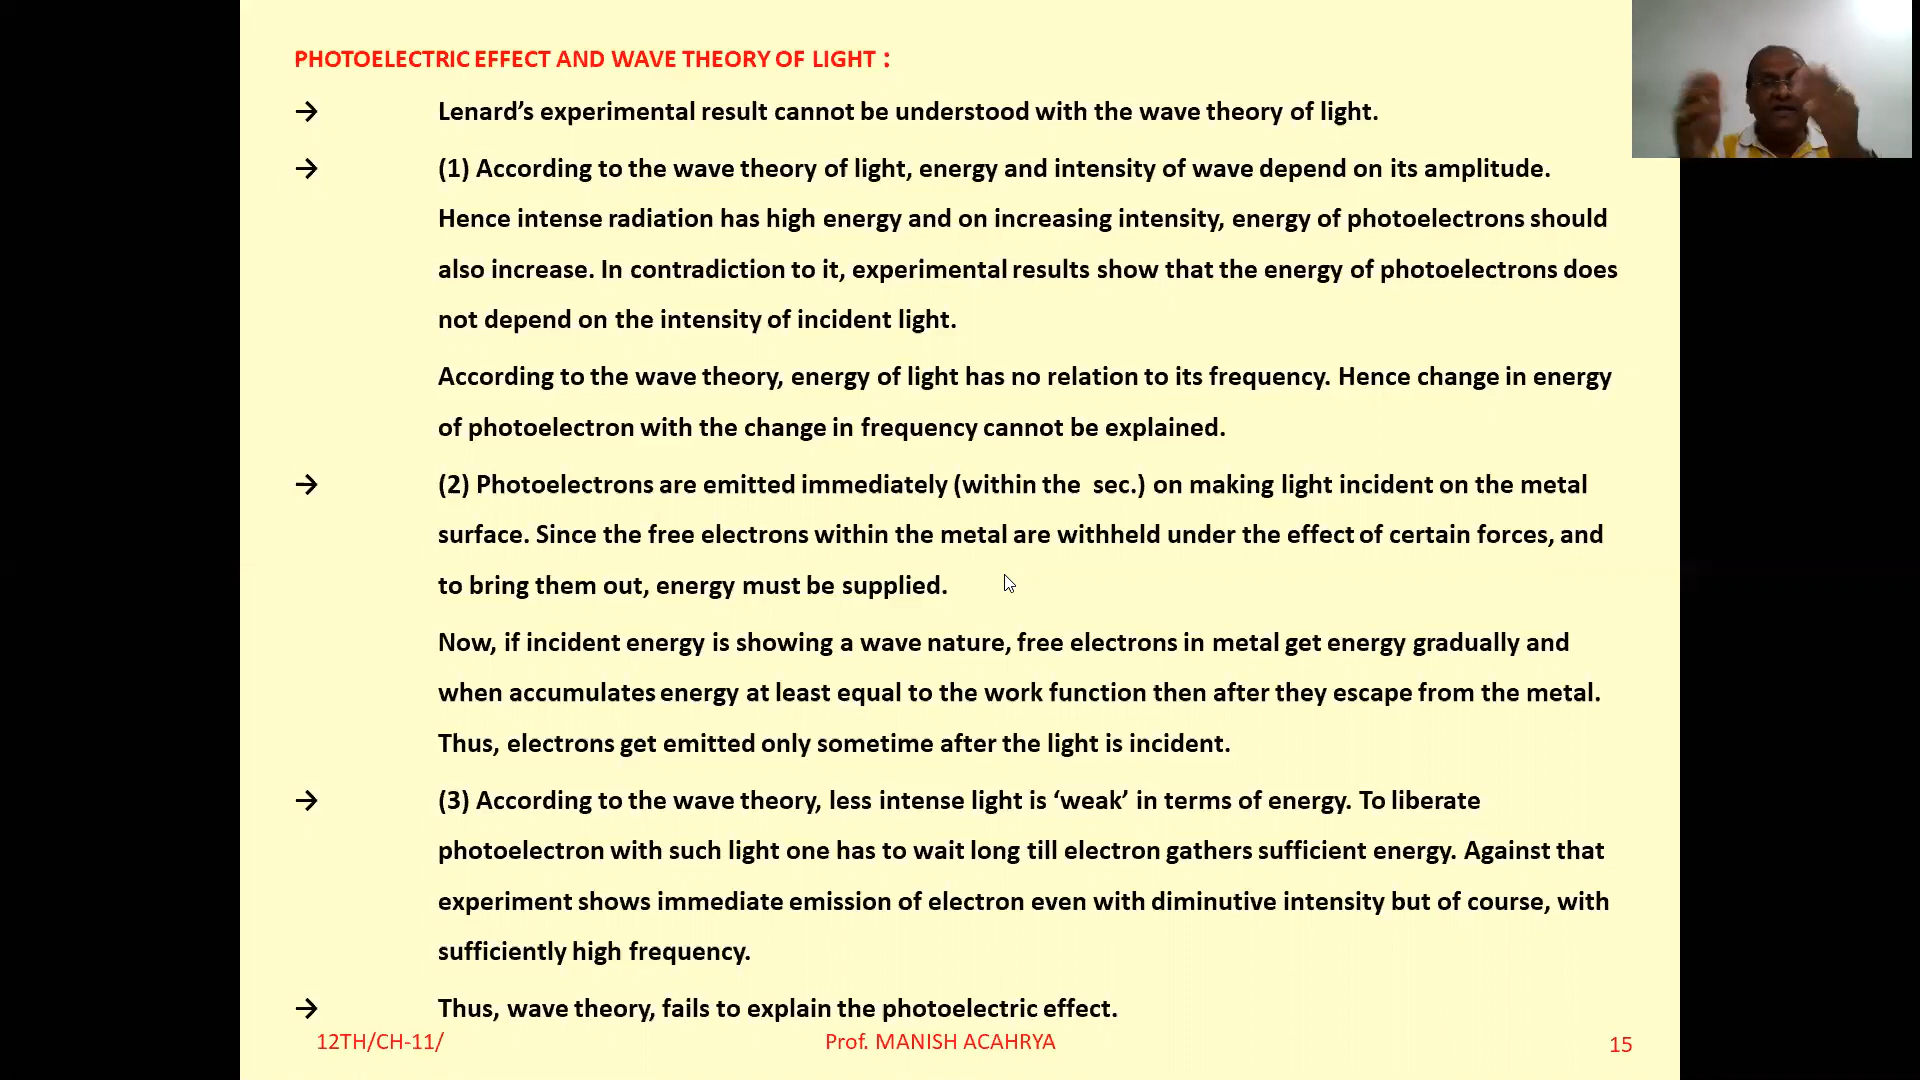 PHOTOELECTRIC EFFECT AND WAVE THEORY OF LIGHT :
→ Lenard’s experimental result cannot be understood with the wave theory of light.
→ (1) According to the wave theory of light, energy and intensity of wave depend on its amplitude.
Hence intense radiation has high energy and on increasing intensity, energy of photoelectrons should
also increase. In contradiction to it, experimental results show that the energy of photoelectrons does
not depend on the intensity of incident light.
According to the wave theory, energy of light has no relation to its frequency. Hence change in energy
of photoelectron with the change in frequency cannot be explained.
→ (2) Photoelectrons are emitted immediately (within the  sec.) on making light incident on the metal
surface. Since the free electrons within the metal are withheld under the effect of certain forces, and
to bring them out, energy must be supplied.
Now, if incident energy is showing a wave nature, free electrons in metal get energy gradually and
when accumulates energy at least equal to the work function then after they escape from the metal.
Thus, electrons get emitted only sometime after the light is incident.
→ (3) According to the wave theory, less intense light is ‘weak’ in terms of energy. To liberate
photoelectron with such light one has to wait long till electron gathers sufficient energy. Against that
experiment shows immediate emission of electron even with diminutive intensity but of course, with
sufficiently high frequency.
→ Thus, wave theory, fails to explain the photoelectric effect.
12TH/CH-11/ Prof. MANISH ACAHRYA 15